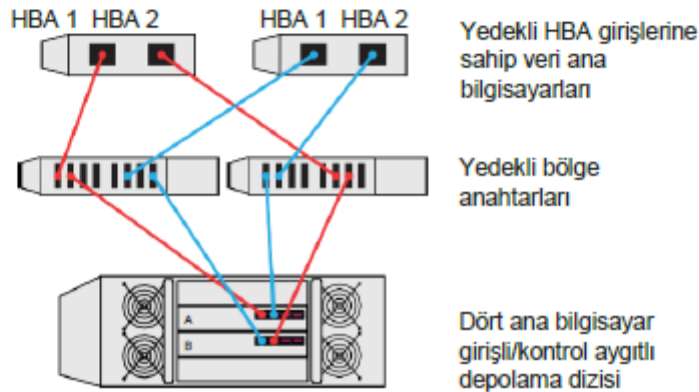 HBA 1 HBA 2
HBA 1 HBA 2
Yedekli HBA girişlerine
sahip veri ana
bilgisayarları
Yedekli bölge
anahtarları
A
B
Dört ana bilgisayar
girişli/kontrol aygıtlı
depolama dizisi